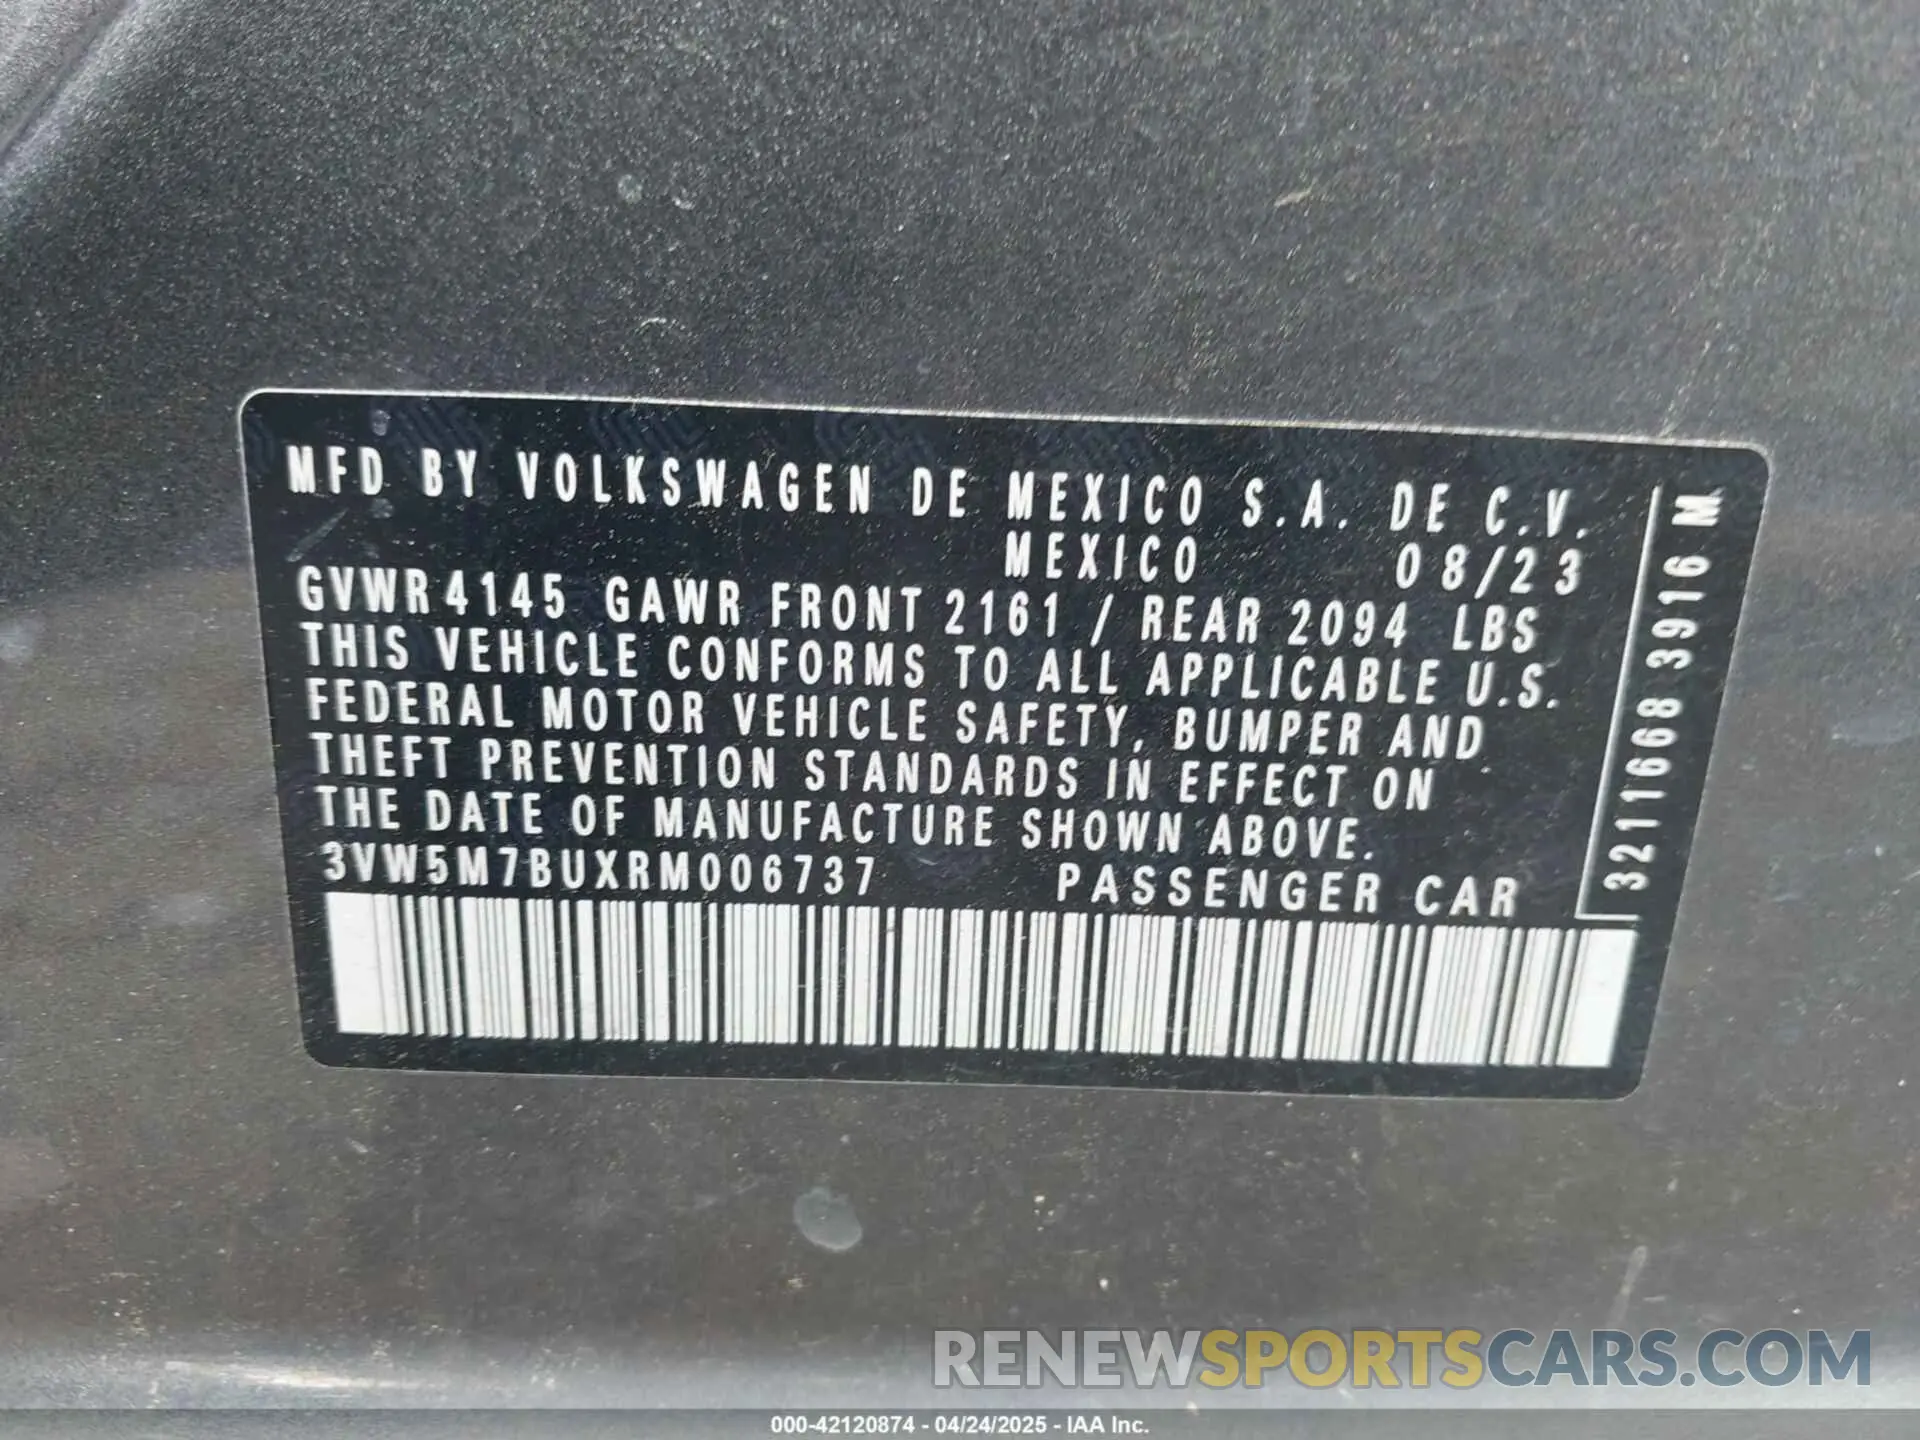 MFD BY VOLKSWAGEN DE MEXICO S.A. DE C.V.
MEXICO 08/23
GVWR 4145 GAWR FRONT 2161 / REAR 2094 LBS
THIS VEHICLE CONFORMS TO ALL APPLICABLE U.S.
FEDERAL MOTOR VEHICLE SAFETY, BUMPER AND
THEFT PREVENTION STANDARDS IN EFFECT ON
THE DATE OF MANUFACTURE SHOWN ABOVE.
3VW5M7BUXRM006737 PASSENGER CAR
3211668 3916 M
RENEWSPORTSCARS.COM
000-42120874 - 04/24/2025 - IAA Inc.